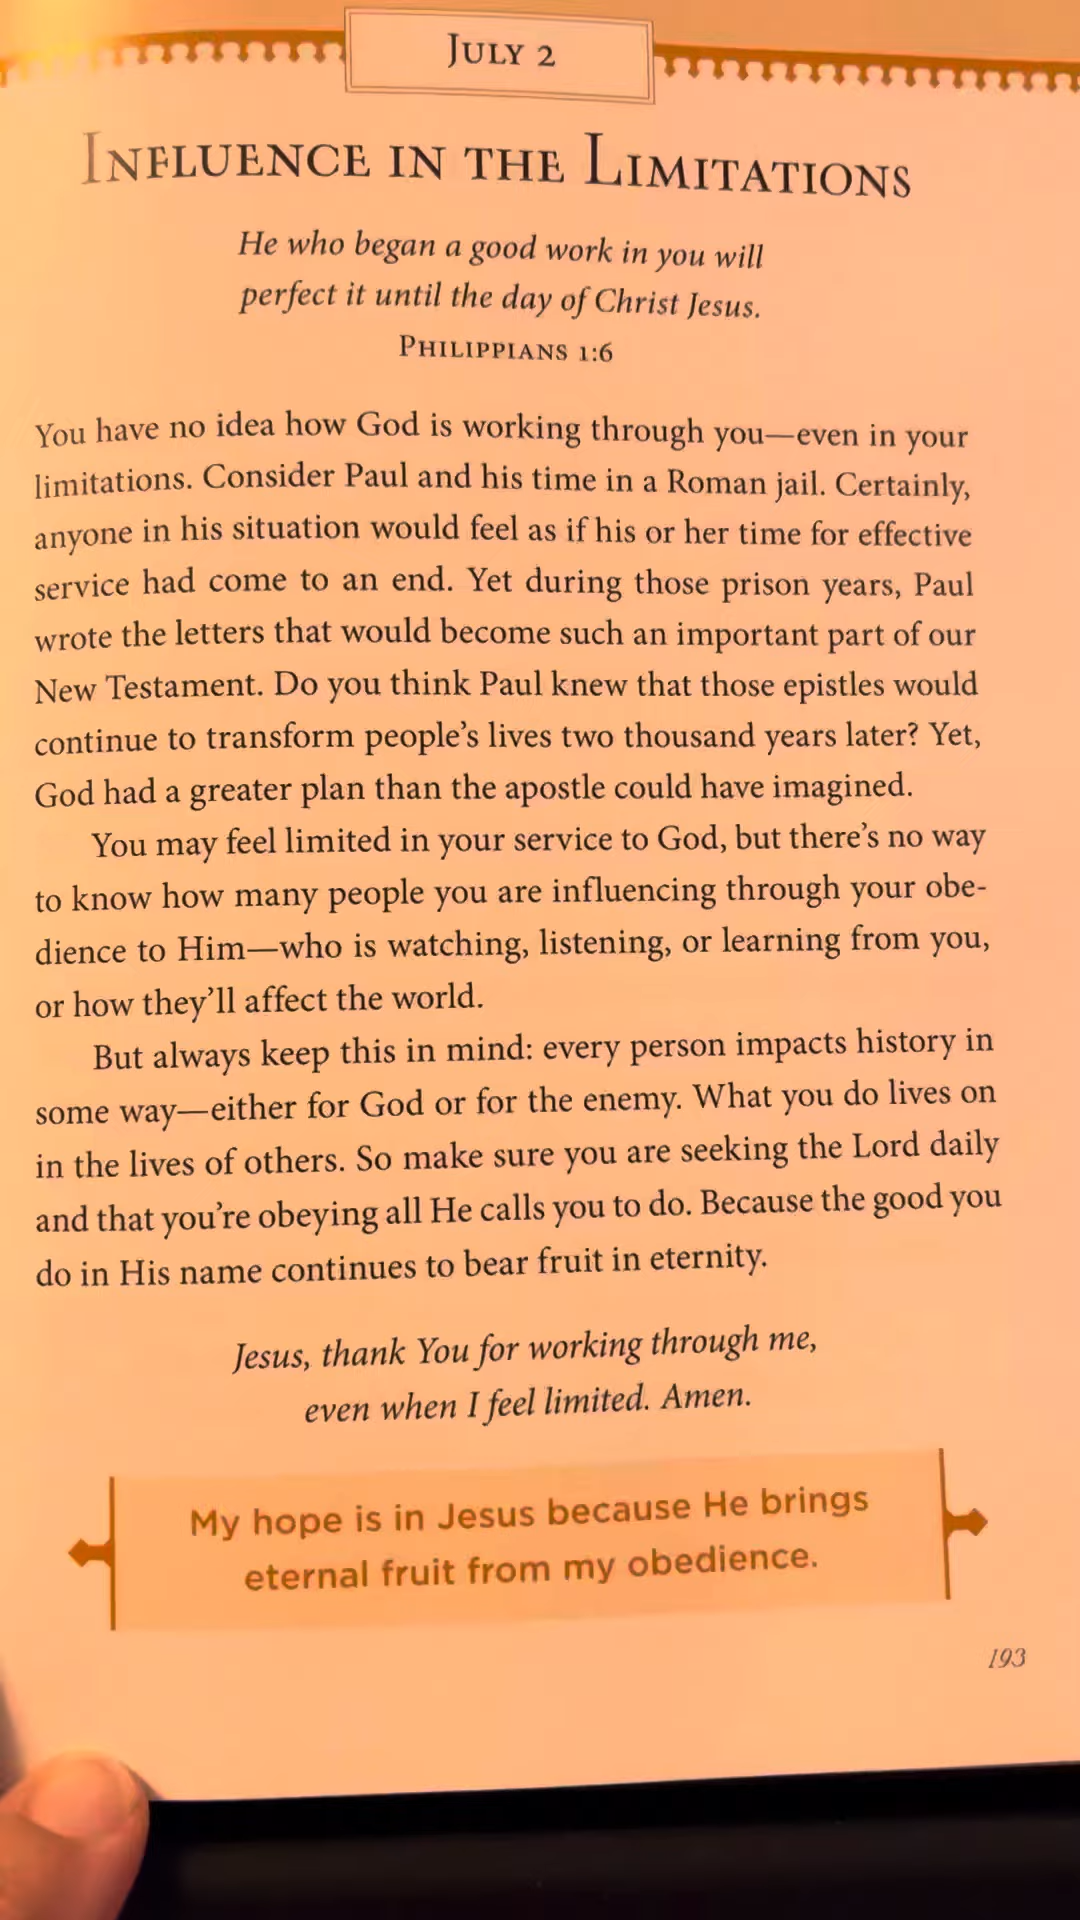 July 2
Influence in the Limitations
He who began a good work in you will
perfect it until the day of Christ Jesus.
Philippians 1:6
You have no idea how God is working through you—even in your
limitations. Consider Paul and his time in a Roman jail. Certainly,
anyone in his situation would feel as if his or her time for effective
service had come to an end. Yet during those prison years, Paul
wrote the letters that would become such an important part of our
New Testament. Do you think Paul knew that those epistles would
continue to transform people’s lives two thousand years later? Yet,
God had a greater plan than the apostle could have imagined.
You may feel limited in your service to God, but there’s no way
to know how many people you are influencing through your obe-
dience to Him—who is watching, listening, or learning from you,
or how they’ll affect the world.
But always keep this in mind: every person impacts history in
some way—either for God or for the enemy. What you do lives on
in the lives of others. So make sure you are seeking the Lord daily
and that you’re obeying all He calls you to do. Because the good you
do in His name continues to bear fruit in eternity.
Jesus, thank You for working through me,
even when I feel limited. Amen.
My hope is in Jesus because He brings
eternal fruit from my obedience.
193